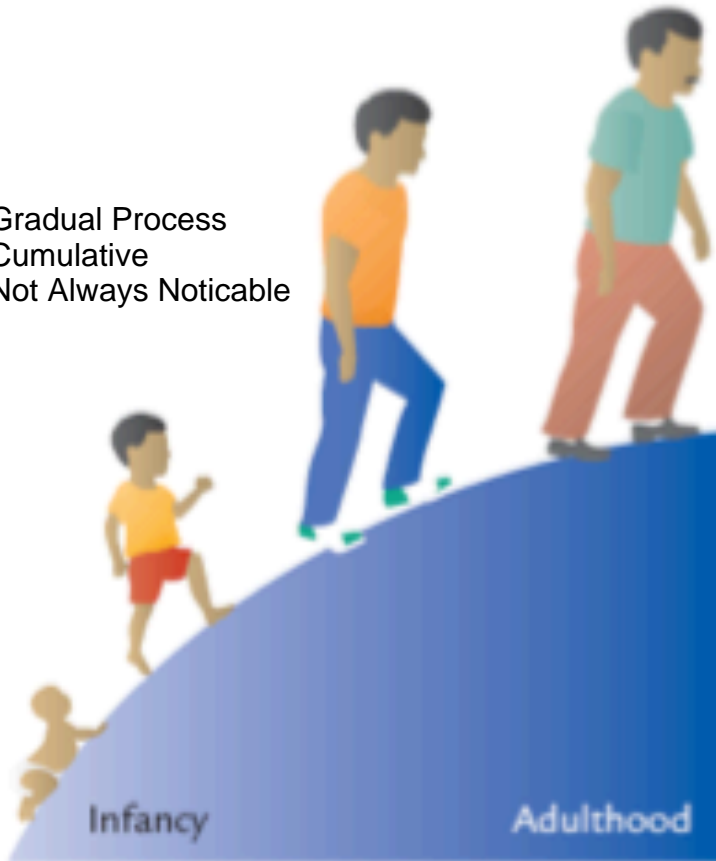 Gradual Process
Cumulative
Not Always Noticable
Infancy
Adulthood